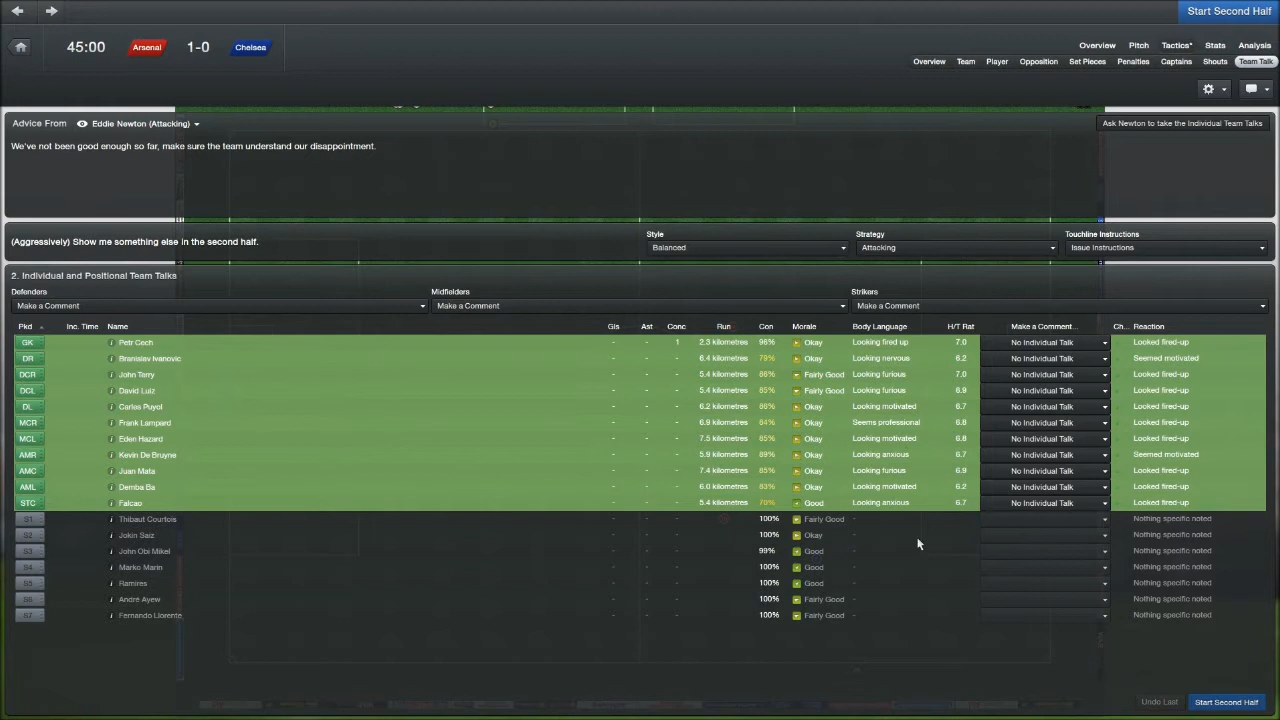 Start Second Half
45:00 Arsenal 1-0 Chelsea
Overview Pitch Tactics* Stats Analysis
Overview Team Player Opposition Set Pieces Penalties Captains Shouts Team Talk
Advice From Eddie Newton (Attacking) Ask Newton to take the Individual Team Talks
We've not been good enough so far, make sure the team understand our disappointment.
Style Strategy Touchline Instructions
(Aggressively) Show me something else in the second half. Balanced Attacking Issue Instructions
2. Individual and Positional Team Talks
Defenders Midfielders Strikers
Make a Comment Make a Comment Make a Comment
Pkd Inc. Time Name Gls Ast Conc Run Con Morale Body Language H/T Rat Make a Comment... Ch... Reaction
GK Petr Cech - - 1 2.3 kilometres 96% Okay Looking fired up 7.0 No Individual Talk Looked fired-up
DR Branislav Ivanovic - - - 6.4 kilometres 79% Okay Looking nervous 6.2 No Individual Talk Seemed motivated
DCR John Terry - - - 5.4 kilometres 86% Fairly Good Looking furious 7.0 No Individual Talk Looked fired-up
DCL David Luiz - - - 5.4 kilometres 85% Fairly Good Looking furious 6.9 No Individual Talk Looked fired-up
DL Carles Puyol - - - 6.2 kilometres 86% Okay Looking motivated 6.7 No Individual Talk Looked fired-up
MCR Frank Lampard - - - 6.9 kilometres 84% Okay Seems professional 6.8 No Individual Talk Looked fired-up
MCL Eden Hazard - - - 7.5 kilometres 85% Okay Looking motivated 6.8 No Individual Talk Looked fired-up
AMR Kevin De Bruyne - - - 5.9 kilometres 89% Okay Looking anxious 6.7 No Individual Talk Seemed motivated
AMC Juan Mata - - - 7.4 kilometres 85% Okay Looking furious 6.9 No Individual Talk Looked fired-up
AML Demba Ba - - - 6.0 kilometres 83% Okay Looking motivated 6.2 No Individual Talk Looked fired-up
STC Falcao - - - 5.4 kilometres 70% Good Looking anxious 6.7 No Individual Talk Looked fired-up
S1 Thibaut Courtois - - - 100% Fairly Good - Nothing specific noted
S2 Jokin Saiz - - - 100% Okay - Nothing specific noted
S3 John Obi Mikel - - - 99% Good - Nothing specific noted
S4 Marko Marin - - - 100% Good - Nothing specific noted
S5 Ramires - - - 100% Good - Nothing specific noted
S6 André Ayew - - - 100% Fairly Good - Nothing specific noted
S7 Fernando Llorente - - - 100% Fairly Good - Nothing specific noted
Undo Last Start Second Half